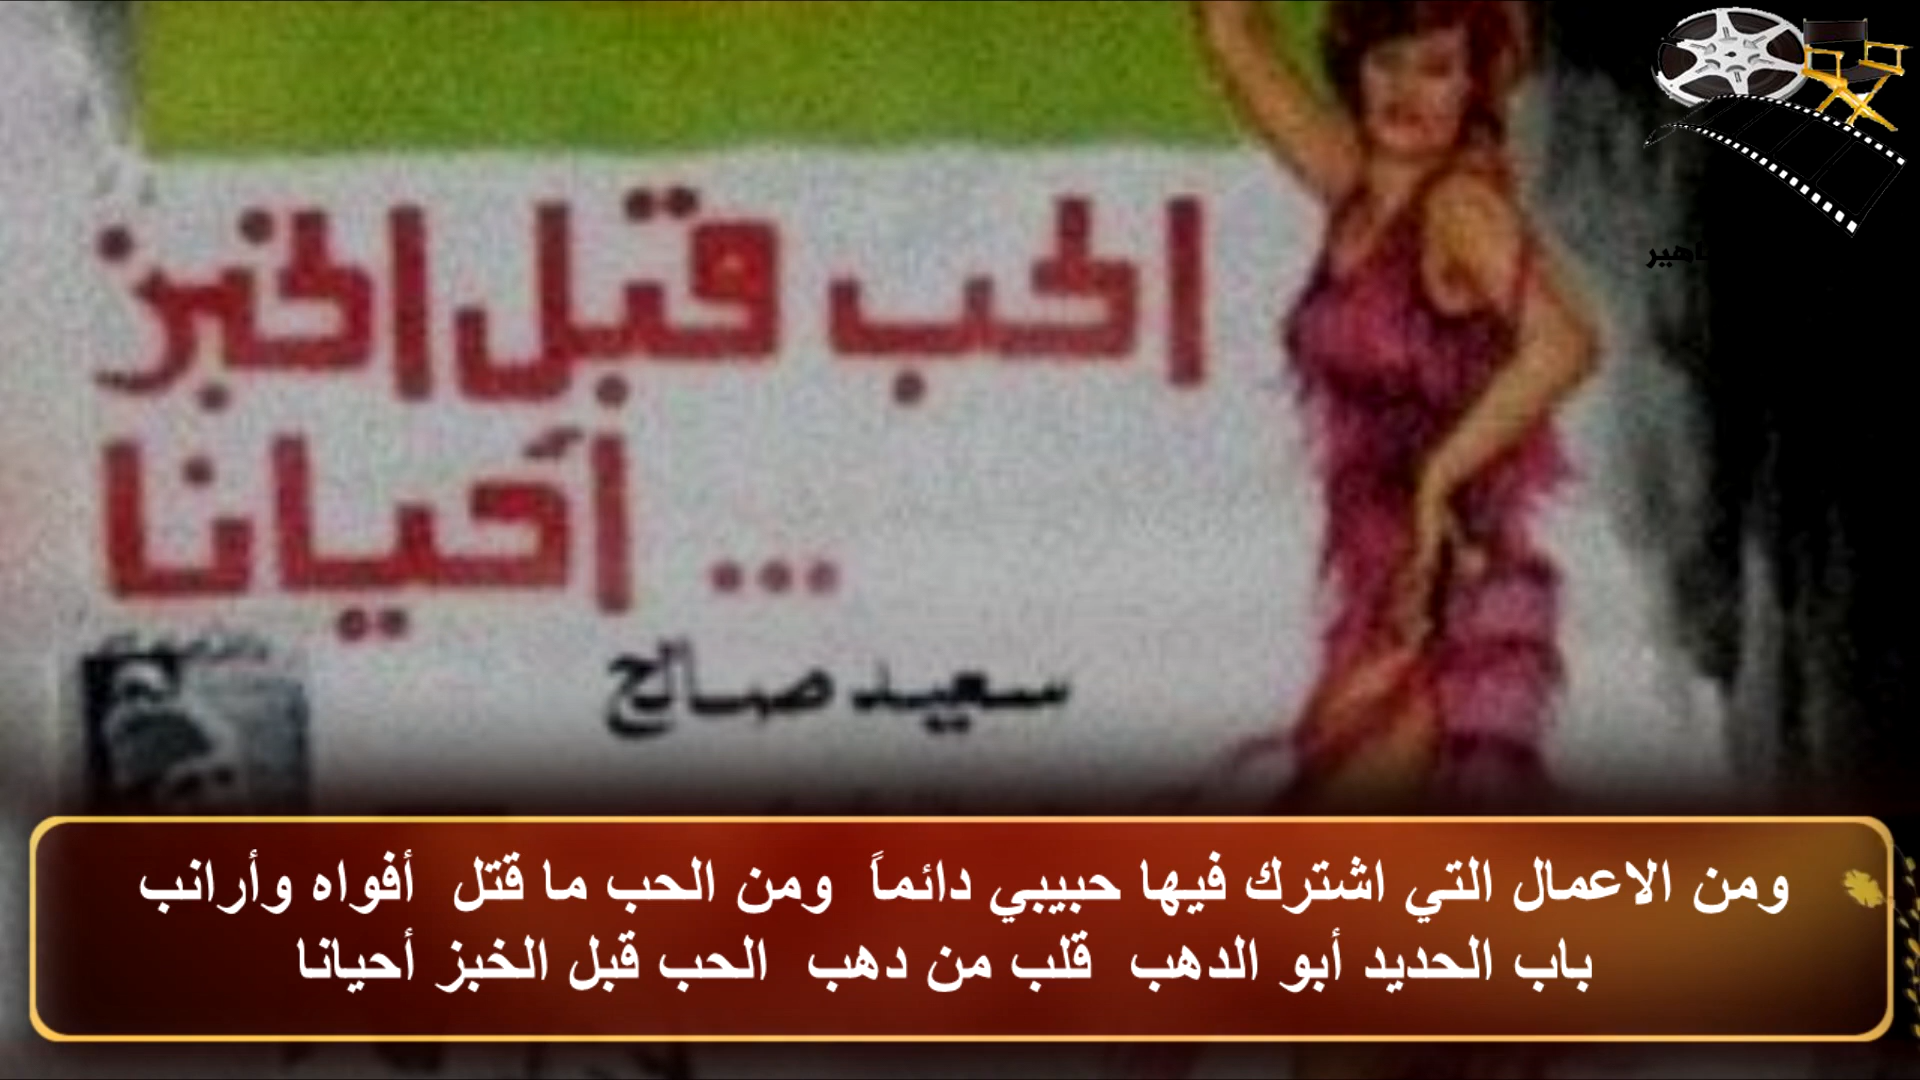 الحب قبل الخبز
... أحيانا
سعيد صالح
اهير
ومن الاعمال التي اشترك فيها حبيبي دائماً ومن الحب ما قتل أفواه وأرانب
باب الحديد أبو الدهب قلب من دهب الحب قبل الخبز أحيانا